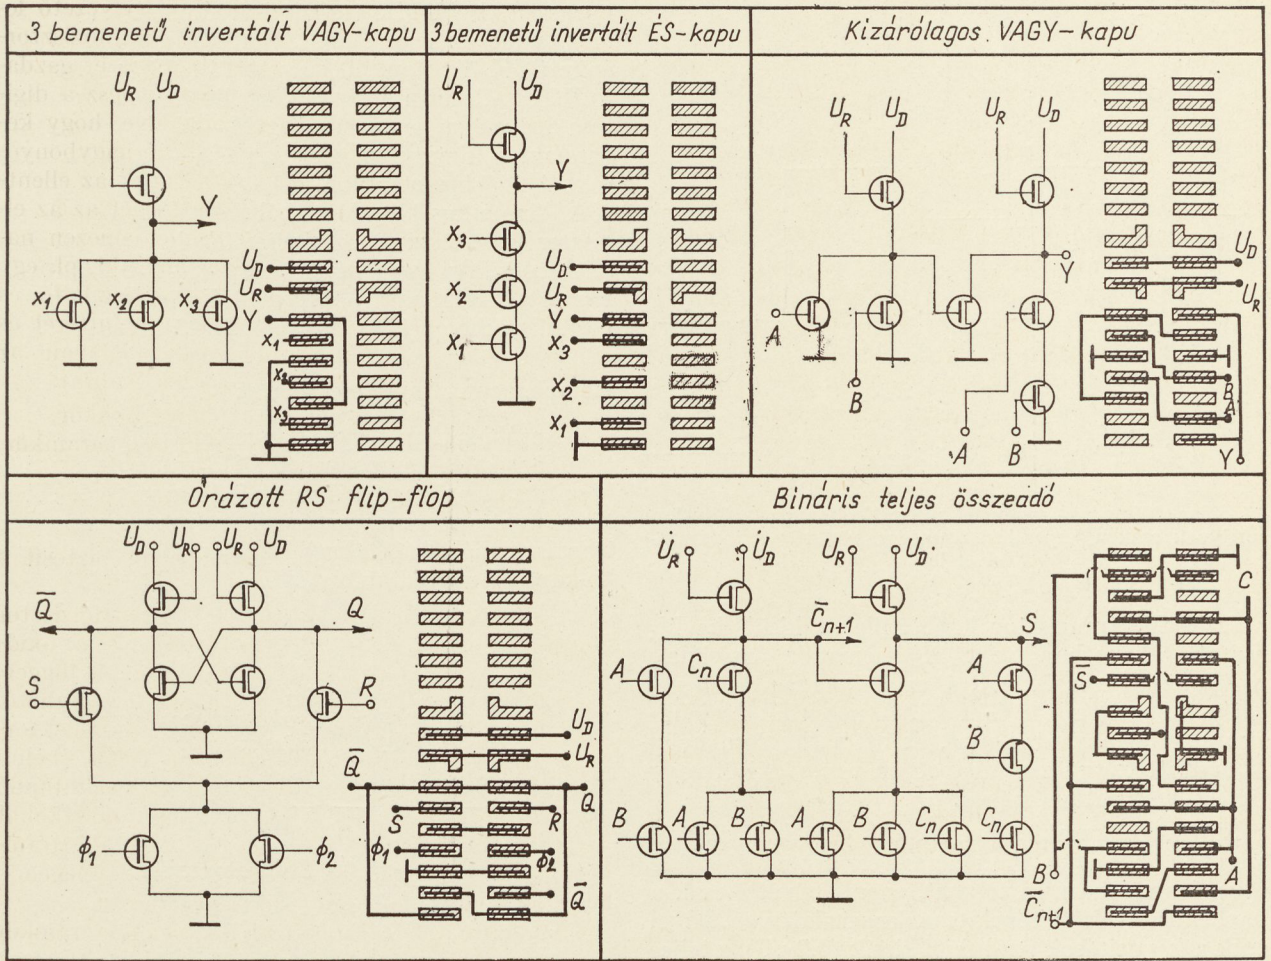 3 bemenetű invertált VAGY-kapu
3 bemenetű invertált ÉS-kapu
Kizárólagos VAGY-kapu
U_R U_D
Y
x₁ x₂ x₃
U_D
U_R
Y
x₁
x₂
x₃
U_R U_D
Y
x₃
x₂
x₁
U_D
U_R
Y
x₃
x₂
x₁
U_R U_D U_R U_D
Y
A
B
A B
U_D
U_R
B
A
Y
Órázott RS flip-flop
Bináris teljes összeadó
U_D U_R U_R U_D
Q̅ Q
S R
ϕ₁ ϕ₂
U_D
U_R
Q̅ Q
S R
ϕ₁ ϕ₂
Q̅
U_R U_D U_R U_D
C̅ₙ₊₁ S
A Cₙ A
B
B A B A B Cₙ Cₙ
C
S̅
B A
C̅ₙ₊₁